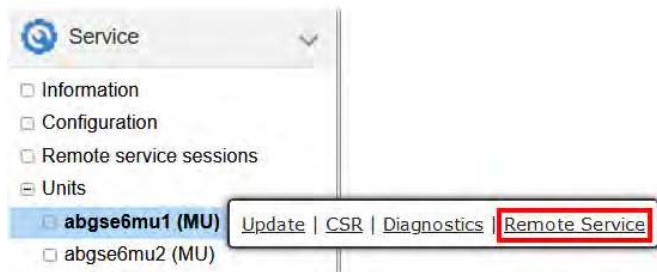 Service
Information
Configuration
Remote service sessions
Units
abgse6mu1 (MU) Update | CSR | Diagnostics | Remote Service
abgse6mu2 (MU)